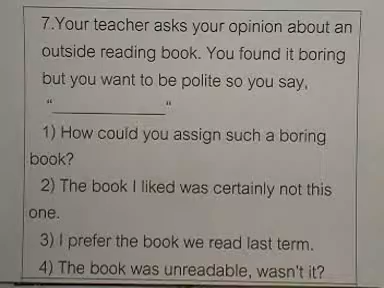 7.Your teacher asks your opinion about an
outside reading book. You found it boring
but you want to be polite so you say,
“______________”
1) How could you assign such a boring
book?
2) The book I liked was certainly not this
one.
3) I prefer the book we read last term.
4) The book was unreadable, wasn't it?